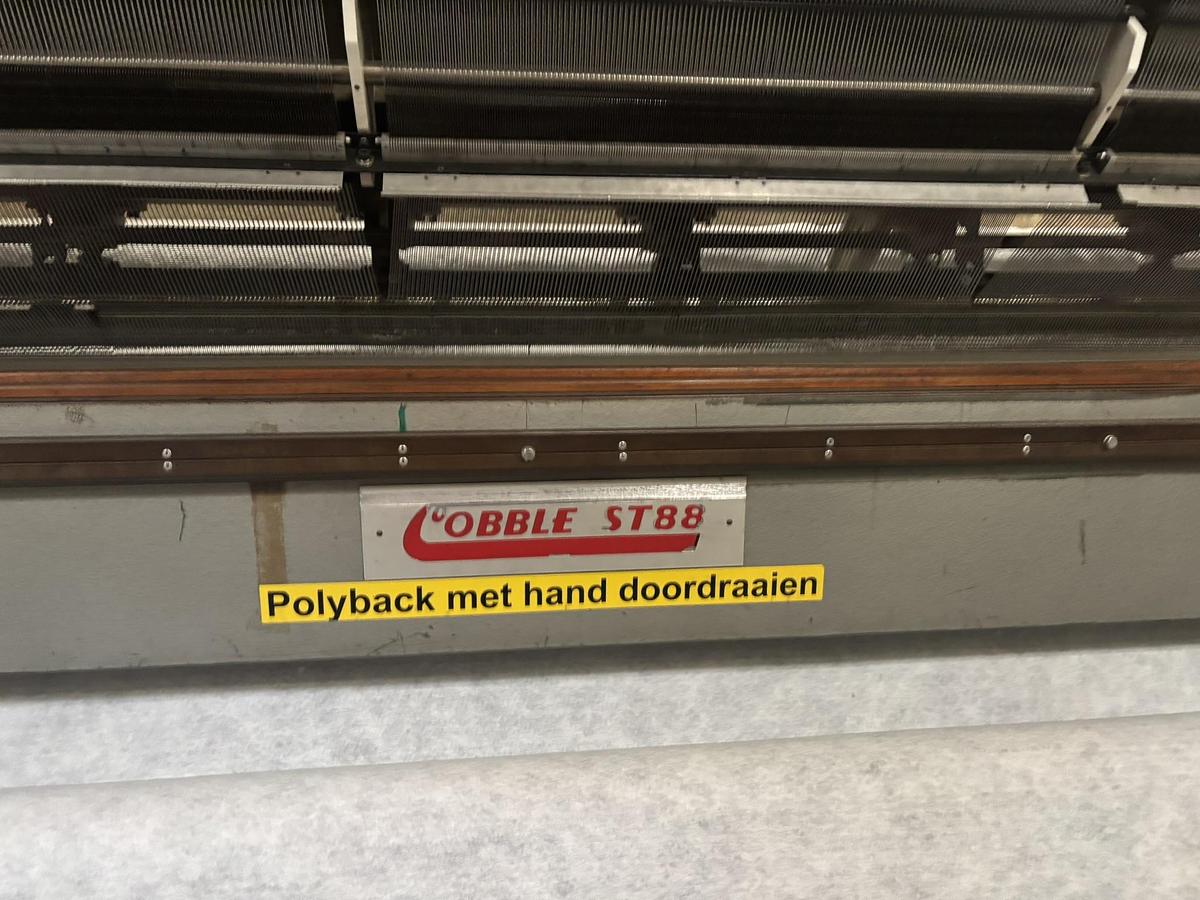 COBBLE ST88
Polyback met hand doordraaien